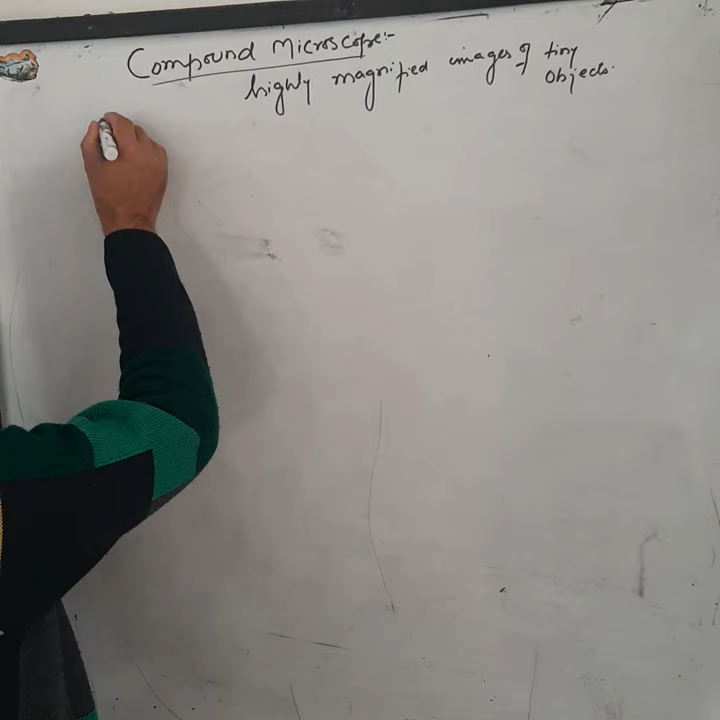 Compound Microscope:-
highly magnified images of tiny
Objects.